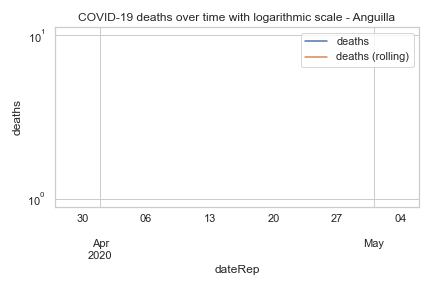 COVID-19 deaths over time with logarithmic scale - Anguilla
deaths
deaths (rolling)
10¹
10⁰
deaths
30 06 13 20 27 04
Apr May
2020
dateRep